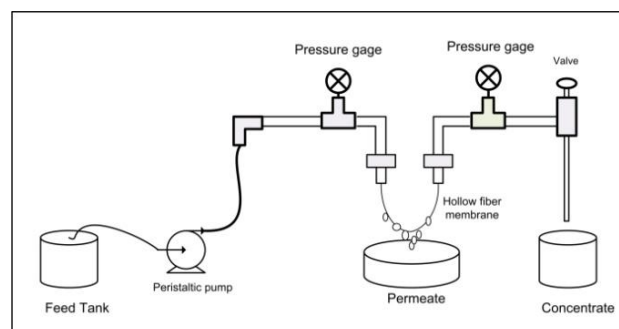 Pressure gage
Pressure gage
Valve
Hollow fiber
membrane
Feed Tank
Peristaltic pump
Permeate
Concentrate